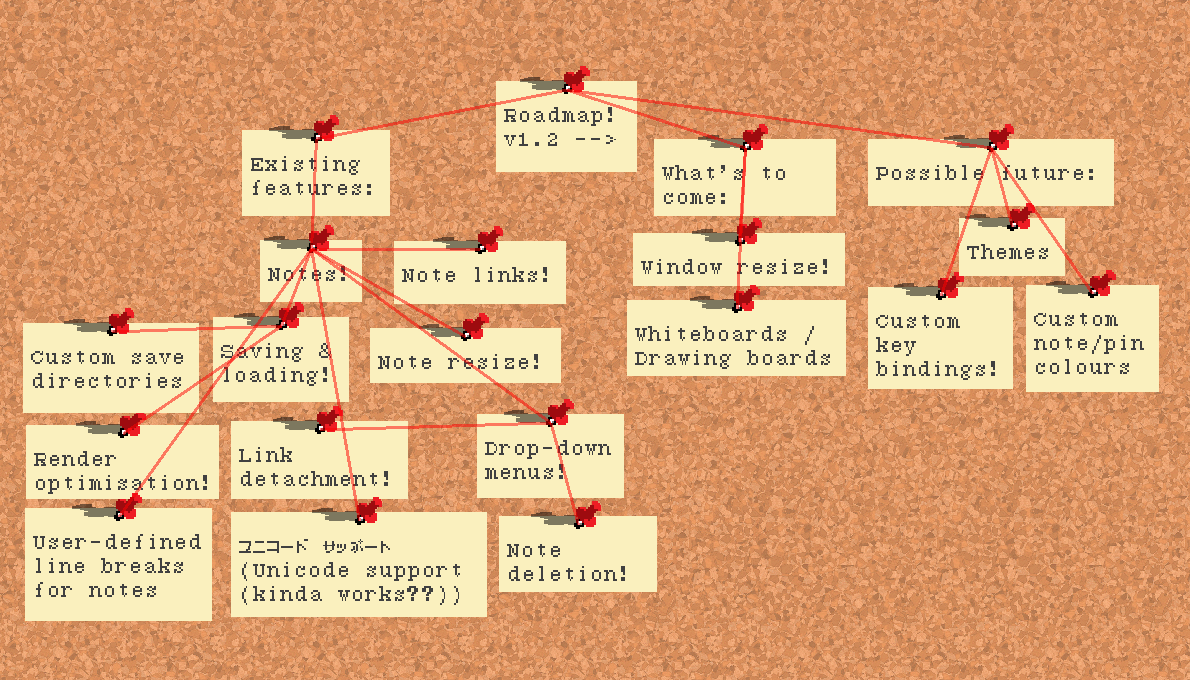 Roadmap!
v1.2 -->
Existing
features:
What's to
come:
Possible future:
Notes!
Note links!
Window resize!
Themes
Custom save
directories
Saving &
loading!
Note resize!
Whiteboards /
Drawing boards
Custom
key
bindings!
Custom
note/pin
colours
Render
optimisation!
Link
detachment!
Drop-down
menus!
User-defined
line breaks
for notes
ユニコード サッポート
(Unicode support
(kinda works??))
Note
deletion!